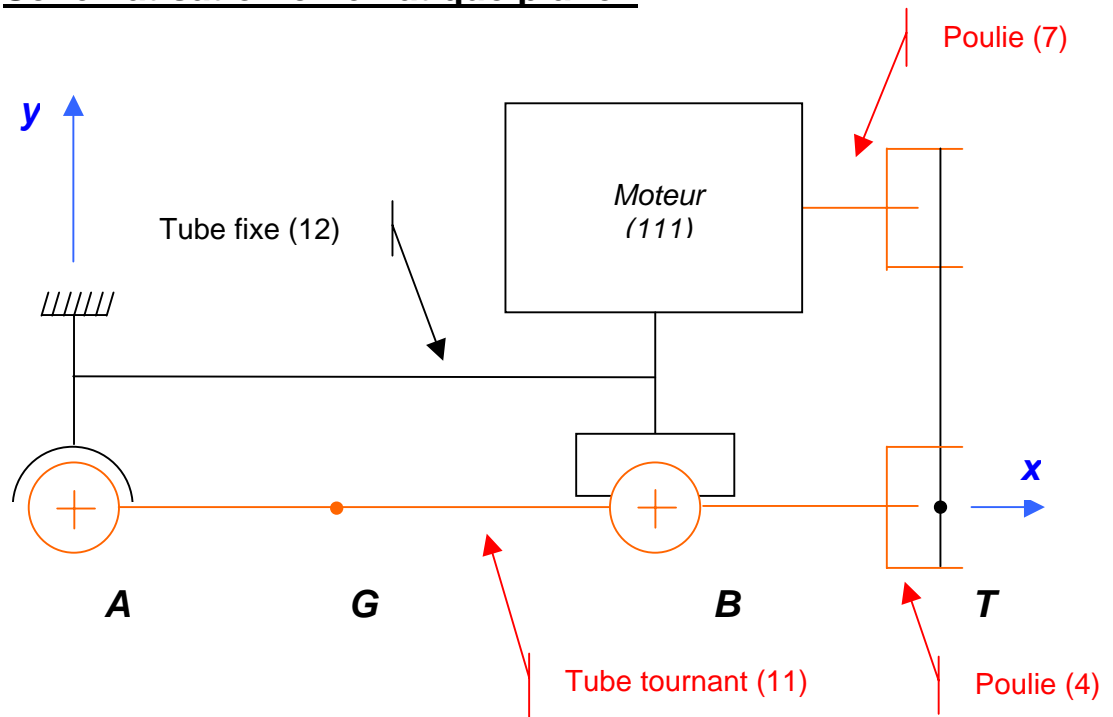 Poulie (7)
y
Moteur
(111)
Tube fixe (12)
x
A
G
B
T
Tube tournant (11)
Poulie (4)